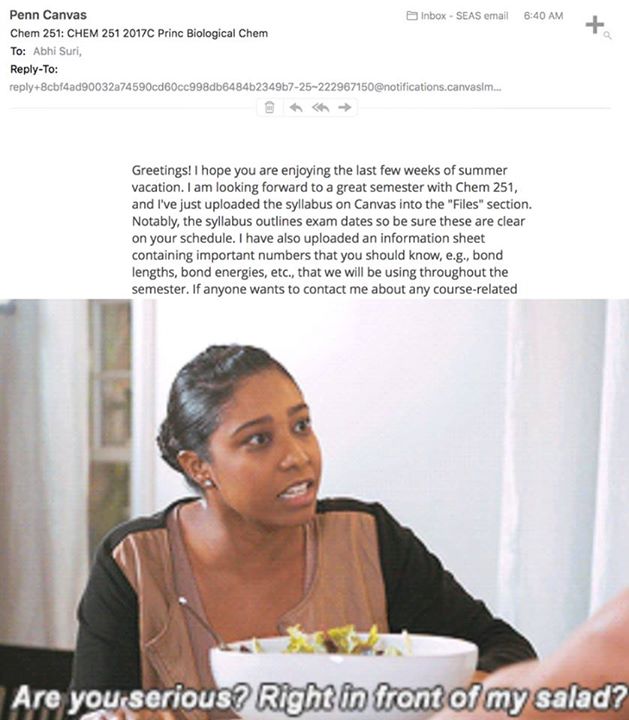 Penn Canvas
Inbox - SEAS email 6:40 AM
Chem 251: CHEM 251 2017C Princ Biological Chem
To: Abhi Suri,
Reply-To:
reply+8cbf4ad90032a74590cd60cc998db6484b2349b7-25~222967150@notifications.canvaslm...
Greetings! I hope you are enjoying the last few weeks of summer
vacation. I am looking forward to a great semester with Chem 251,
and I've just uploaded the syllabus on Canvas into the "Files" section.
Notably, the syllabus outlines exam dates so be sure these are clear
on your schedule. I have also uploaded an information sheet
containing important numbers that you should know, e.g., bond
lengths, bond energies, etc., that we will be using throughout the
semester. If anyone wants to contact me about any course-related
Are you serious? Right in front of my salad?